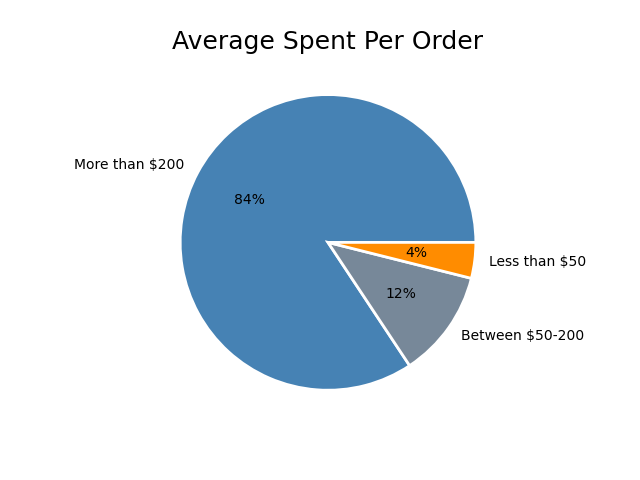 Average Spent Per Order
More than $200
84%
4%
Less than $50
12%
Between $50-200